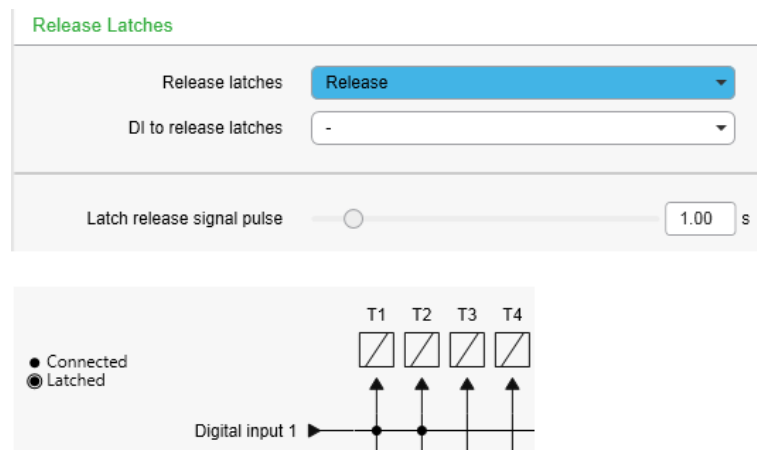 Release Latches
Release latches Release
DI to release latches -
Latch release signal pulse 1.00 s
T1 T2 T3 T4
Connected
Latched
Digital input 1